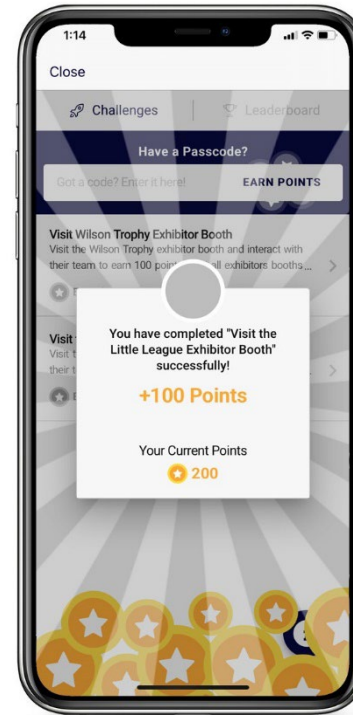 1:14
Close
Challenges
Leaderboard
Have a Passcode?
Got a code? Enter it here!
EARN POINTS
Visit Wilson Trophy Exhibitor Booth
Visit the Wilson Trophy exhibitor booth and interact with
their team to earn 100 all exhibitors booths...
You have completed "Visit the
Little League Exhibitor Booth"
successfully!
+100 Points
Your Current Points
200
Visit
Visit
their